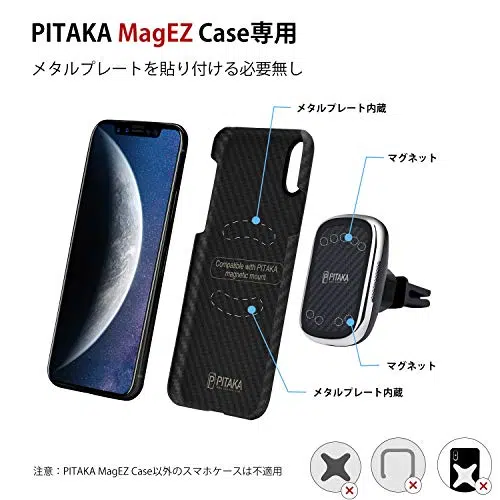 PITAKA MagEZ Case専用
メタルプレートを貼り付ける必要無し
メタルプレート内蔵
マグネット
Compatible with PITAKA
magnetic mount
PITAKA
マグネット
メタルプレート内蔵
PITAKA
注意：PITAKA MagEZ Case以外のスマホケースは不適用